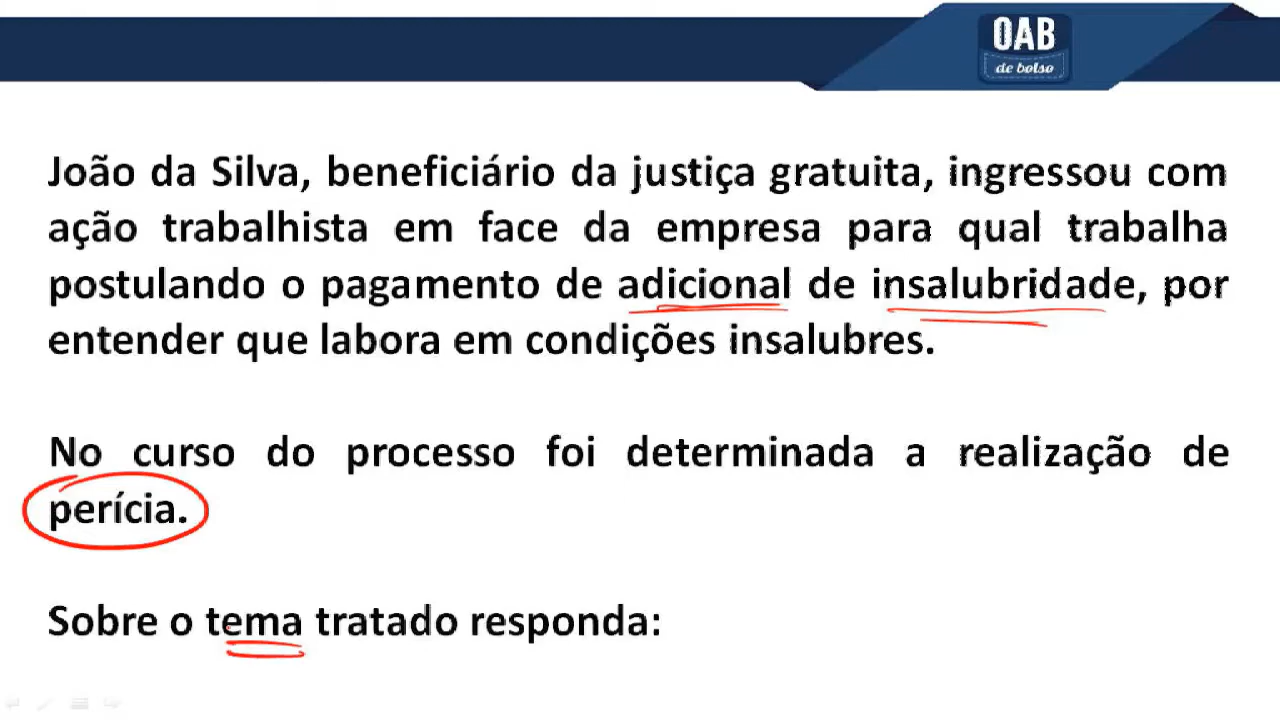 OAB
de bolso
João da Silva, beneficiário da justiça gratuita, ingressou com
ação trabalhista em face da empresa para qual trabalha
postulando o pagamento de adicional de insalubridade, por
entender que labora em condições insalubres.
No curso do processo foi determinada a realização de
perícia.
Sobre o tema tratado responda: